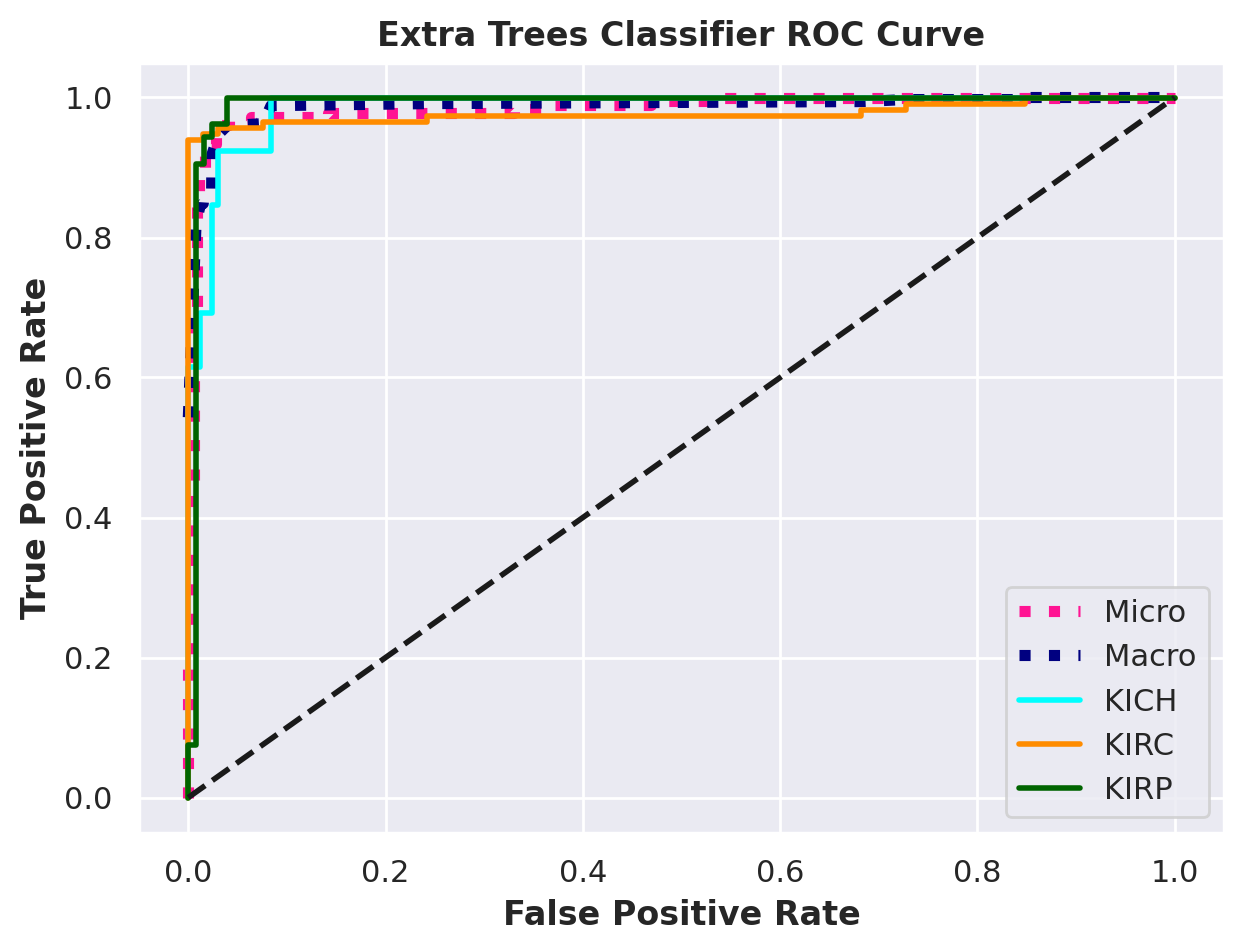 Extra Trees Classifier ROC Curve
True Positive Rate
1.0
0.8
0.6
0.4
0.2
0.0
Micro
Macro
KICH
KIRC
KIRP
0.0 0.2 0.4 0.6 0.8 1.0
False Positive Rate